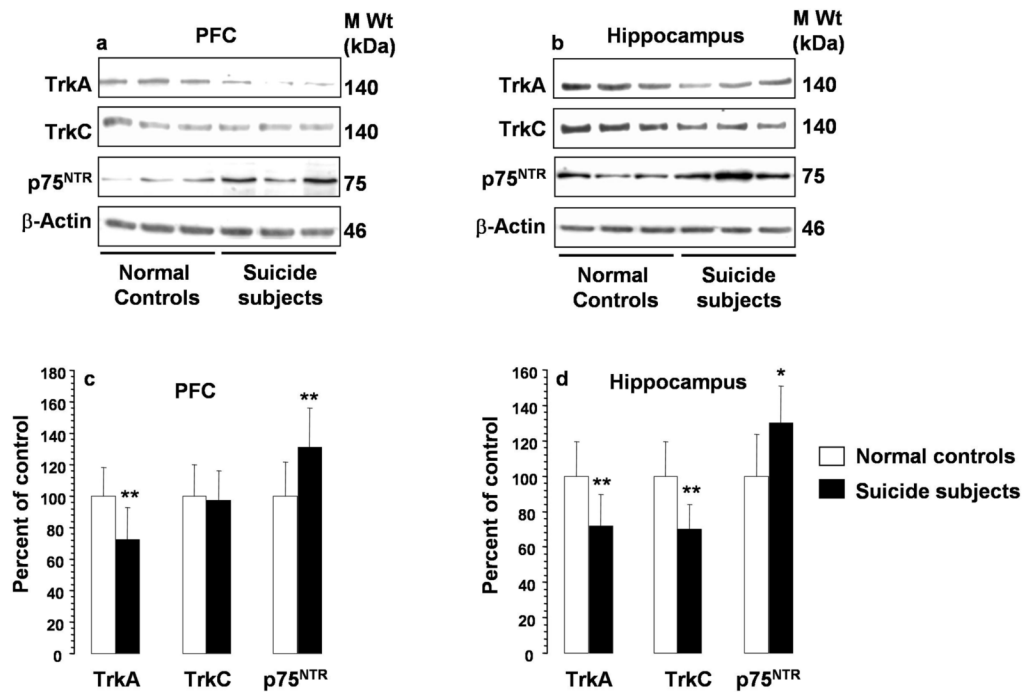 a
PFC
M Wt
(kDa)
TrkA
140
TrkC
140
p75NTR
75
β-Actin
46
Normal
Controls
Suicide
subjects
b
Hippocampus
M Wt
(kDa)
TrkA
140
TrkC
140
p75NTR
75
β-Actin
46
Normal
Controls
Suicide
subjects
c
PFC
Percent of control
180
160
140
120
100
80
60
40
20
0
**
**
TrkA
TrkC
p75NTR
d
Hippocampus
Percent of control
160
140
120
100
80
60
40
20
0
**
**
*
TrkA
TrkC
p75NTR
Normal controls
Suicide subjects